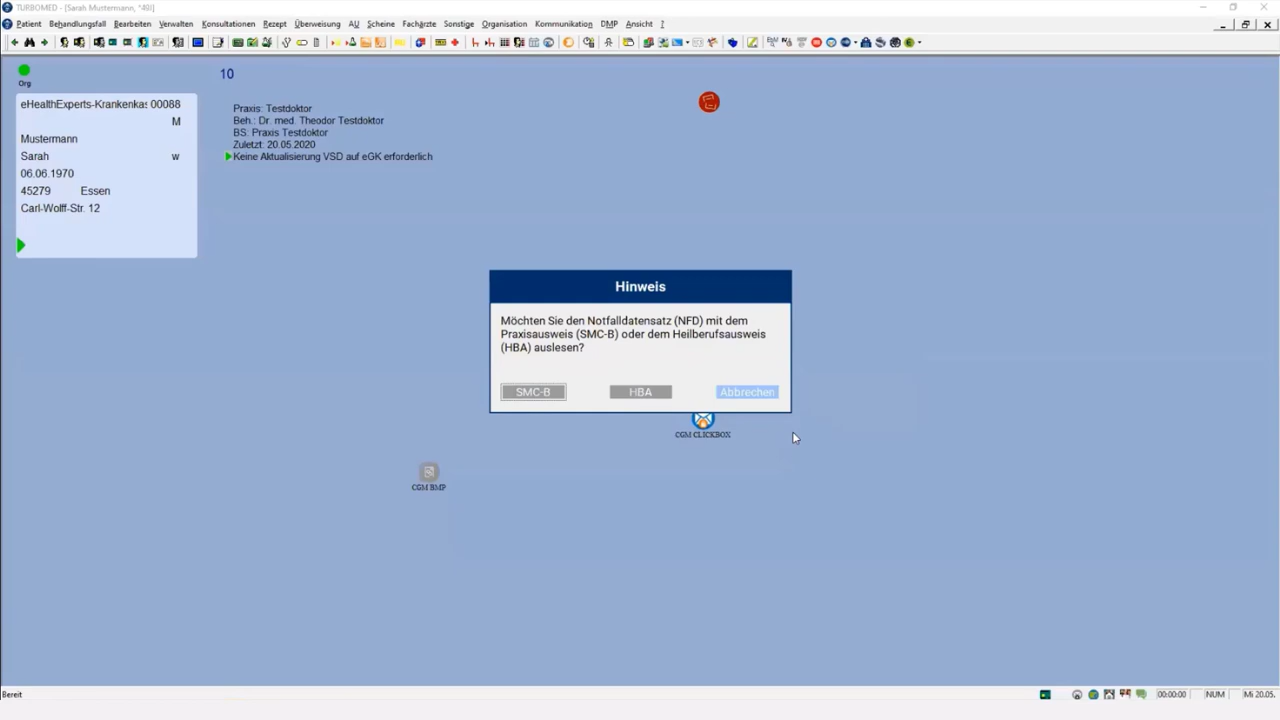 TURBOMED - [Sarah Mustermann, *49I]
Patient Behandlungsfall Bearbeiten Verwalten Konsultationen Rezept Überweisung AU Scheine Fachärzte Sonstige Organisation Kommunikation DMP Ansicht ?
Org
10
eHealthExperts-Krankenkas 00088
M
Mustermann
Sarah w
06.06.1970
45279 Essen
Carl-Wolff-Str. 12
Praxis: Testdoktor
Beh.: Dr. med. Theodor Testdoktor
BS: Praxis Testdoktor
Zuletzt: 20.05.2020
Keine Aktualisierung VSD auf eGK erforderlich
Hinweis
Möchten Sie den Notfalldatensatz (NFD) mit dem
Praxisausweis (SMC-B) oder dem Heilberufsausweis
(HBA) auslesen?
SMC-B HBA Abbrechen
CGM CLICKBOX
CGM BMP
Bereit
00:00:00 NUM Mi 20.05.